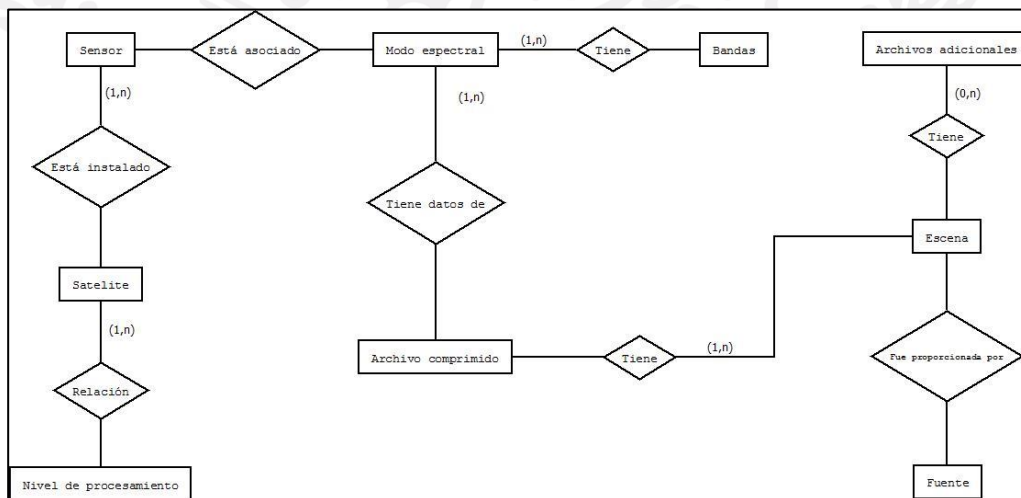 Sensor
Está asociado
Modo espectral
(1,n)
Tiene
Bandas
Archivos adicionales
(1,n)
(1,n)
(0,n)
Tiene
Está instalado
Tiene datos de
Escena
Satelite
(1,n)
Archivo comprimido
Tiene
(1,n)
Fue proporcionada por
Relación
Nivel de procesamiento
Fuente